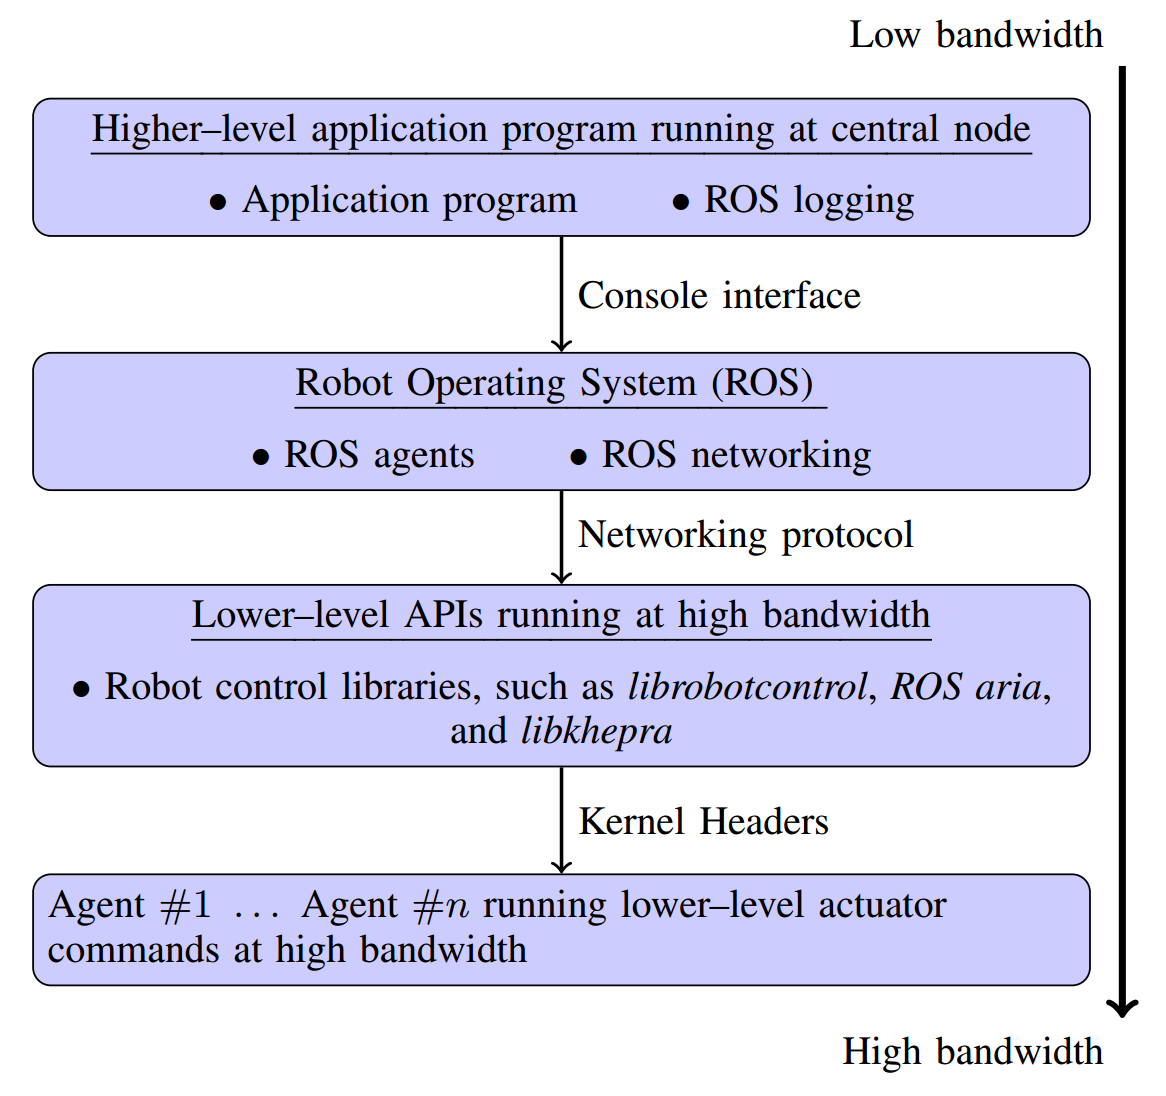 Low bandwidth
Higher–level application program running at central node
• Application program • ROS logging
Console interface
Robot Operating System (ROS)
• ROS agents • ROS networking
Networking protocol
Lower–level APIs running at high bandwidth
• Robot control libraries, such as librobotcontrol, ROS aria,
and libkhepra
Kernel Headers
Agent #1 … Agent #n running lower–level actuator
commands at high bandwidth
High bandwidth